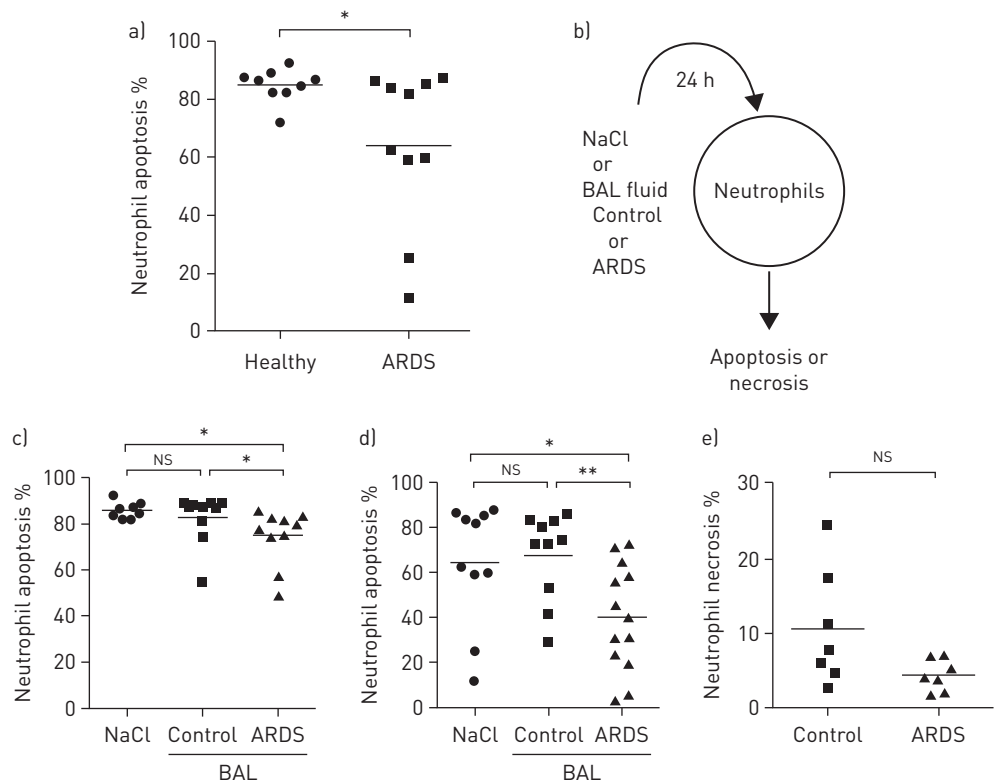 a)
*
Neutrophil apoptosis %
100
80
60
40
20
0
Healthy ARDS
b)
24 h
NaCl
or
BAL fluid
Control
or
ARDS
Neutrophils
Apoptosis or
necrosis
c)
*
NS *
Neutrophil apoptosis %
100
80
60
40
20
0
NaCl Control ARDS
BAL
d)
*
NS **
Neutrophil apoptosis %
100
80
60
40
20
0
NaCl Control ARDS
BAL
e)
NS
Neutrophil necrosis %
30
20
10
0
Control ARDS